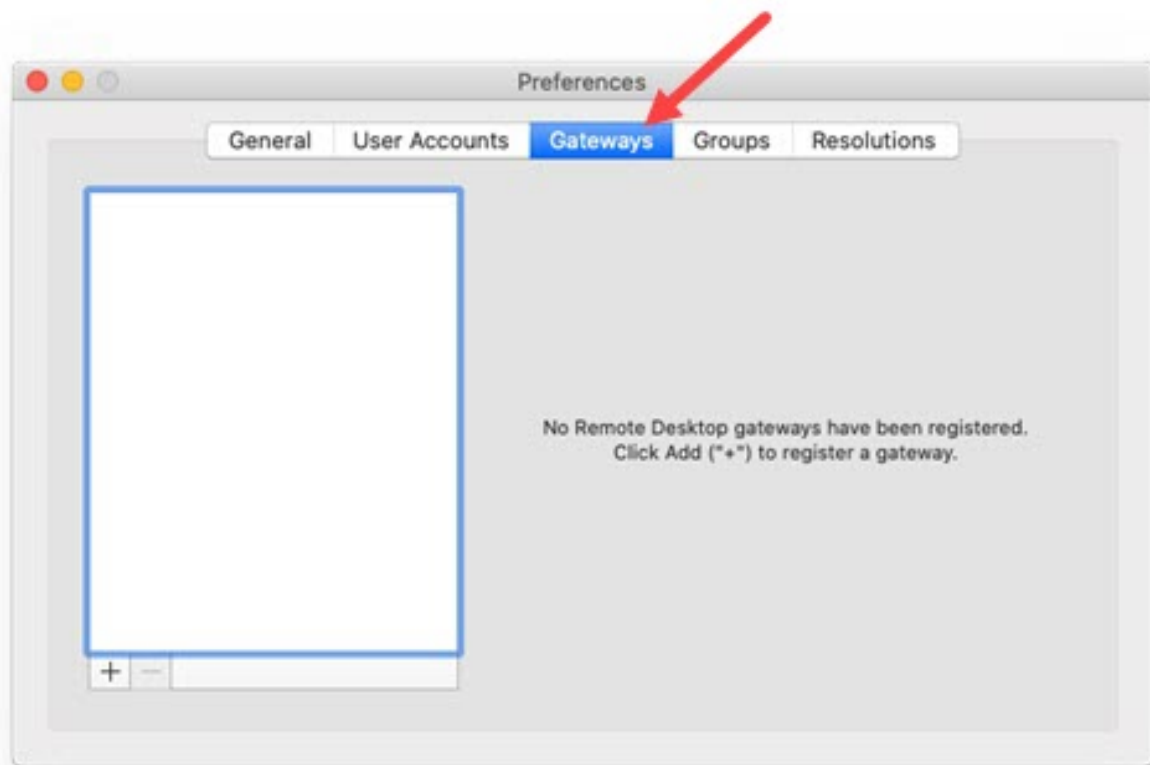 Preferences
General User Accounts Gateways Groups Resolutions
No Remote Desktop gateways have been registered.
Click Add ("+") to register a gateway.
+ −